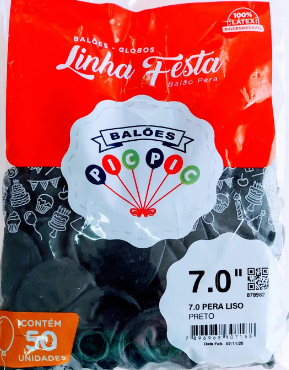 100%
LATEX
BIODEGRADÁVEL
BALÕES - GLOBOS
Linha Festa
Balão Pera
BALÕES
PIC PIC
7.0"
7.0 PERA LISO
PRETO
CONTÉM
50
UNIDADES